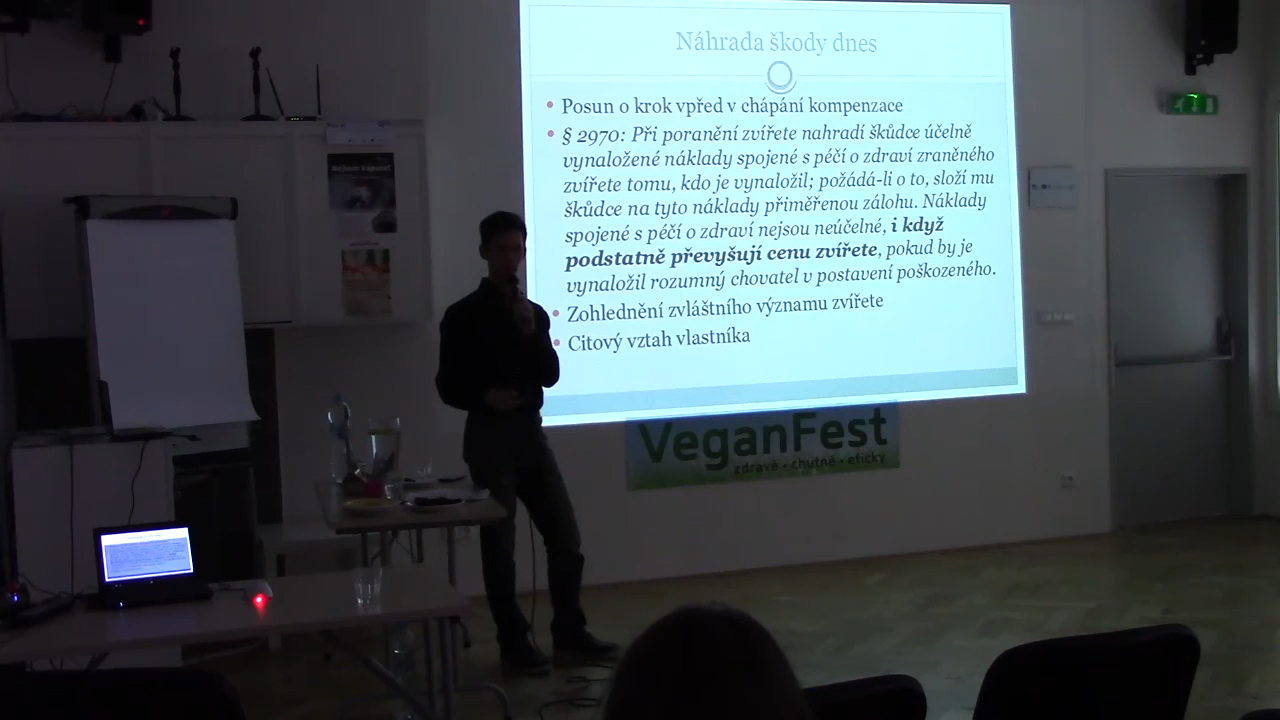 Náhrada škody dnes
• Posun o krok vpřed v chápání kompenzace
• § 2970: Při poranění zvířete nahradí škůdce účelně
vynaložené náklady spojené s péčí o zdraví zraněného
zvířete tomu, kdo je vynaložil; požádá-li o to, složí mu
škůdce na tyto náklady přiměřenou zálohu. Náklady
spojené s péčí o zdraví nejsou neúčelné, i když
podstatně převyšují cenu zvířete, pokud by je
vynaložil rozumný chovatel v postavení poškozeného.
• Zohlednění zvláštního významu zvířete
• Citový vztah vlastníka
VeganFest
zdravě • chutně • eticky